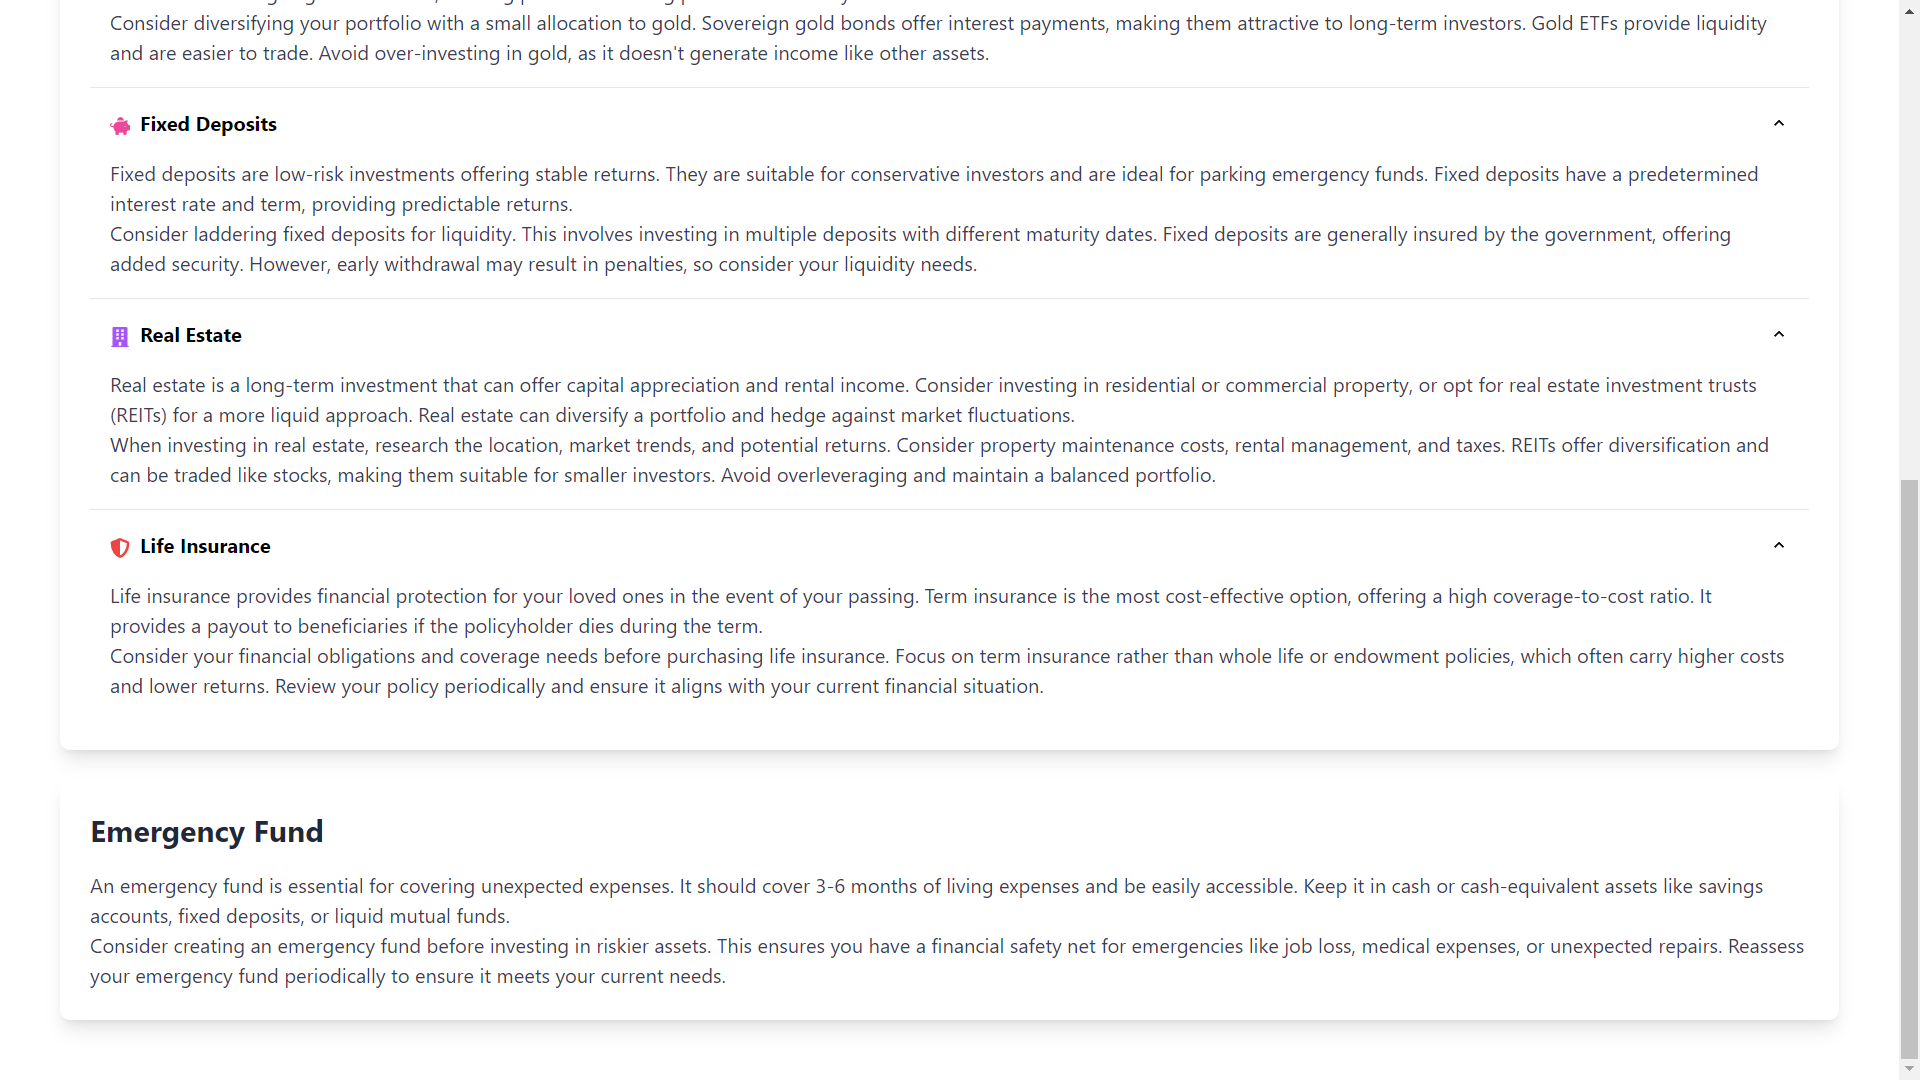 Consider diversifying your portfolio with a small allocation to gold. Sovereign gold bonds offer interest payments, making them attractive to long-term investors. Gold ETFs provide liquidity
and are easier to trade. Avoid over-investing in gold, as it doesn't generate income like other assets.
Fixed Deposits
Fixed deposits are low-risk investments offering stable returns. They are suitable for conservative investors and are ideal for parking emergency funds. Fixed deposits have a predetermined
interest rate and term, providing predictable returns.
Consider laddering fixed deposits for liquidity. This involves investing in multiple deposits with different maturity dates. Fixed deposits are generally insured by the government, offering
added security. However, early withdrawal may result in penalties, so consider your liquidity needs.
Real Estate
Real estate is a long-term investment that can offer capital appreciation and rental income. Consider investing in residential or commercial property, or opt for real estate investment trusts
(REITs) for a more liquid approach. Real estate can diversify a portfolio and hedge against market fluctuations.
When investing in real estate, research the location, market trends, and potential returns. Consider property maintenance costs, rental management, and taxes. REITs offer diversification and
can be traded like stocks, making them suitable for smaller investors. Avoid overleveraging and maintain a balanced portfolio.
Life Insurance
Life insurance provides financial protection for your loved ones in the event of your passing. Term insurance is the most cost-effective option, offering a high coverage-to-cost ratio. It
provides a payout to beneficiaries if the policyholder dies during the term.
Consider your financial obligations and coverage needs before purchasing life insurance. Focus on term insurance rather than whole life or endowment policies, which often carry higher costs
and lower returns. Review your policy periodically and ensure it aligns with your current financial situation.
Emergency Fund
An emergency fund is essential for covering unexpected expenses. It should cover 3-6 months of living expenses and be easily accessible. Keep it in cash or cash-equivalent assets like savings
accounts, fixed deposits, or liquid mutual funds.
Consider creating an emergency fund before investing in riskier assets. This ensures you have a financial safety net for emergencies like job loss, medical expenses, or unexpected repairs. Reassess
your emergency fund periodically to ensure it meets your current needs.